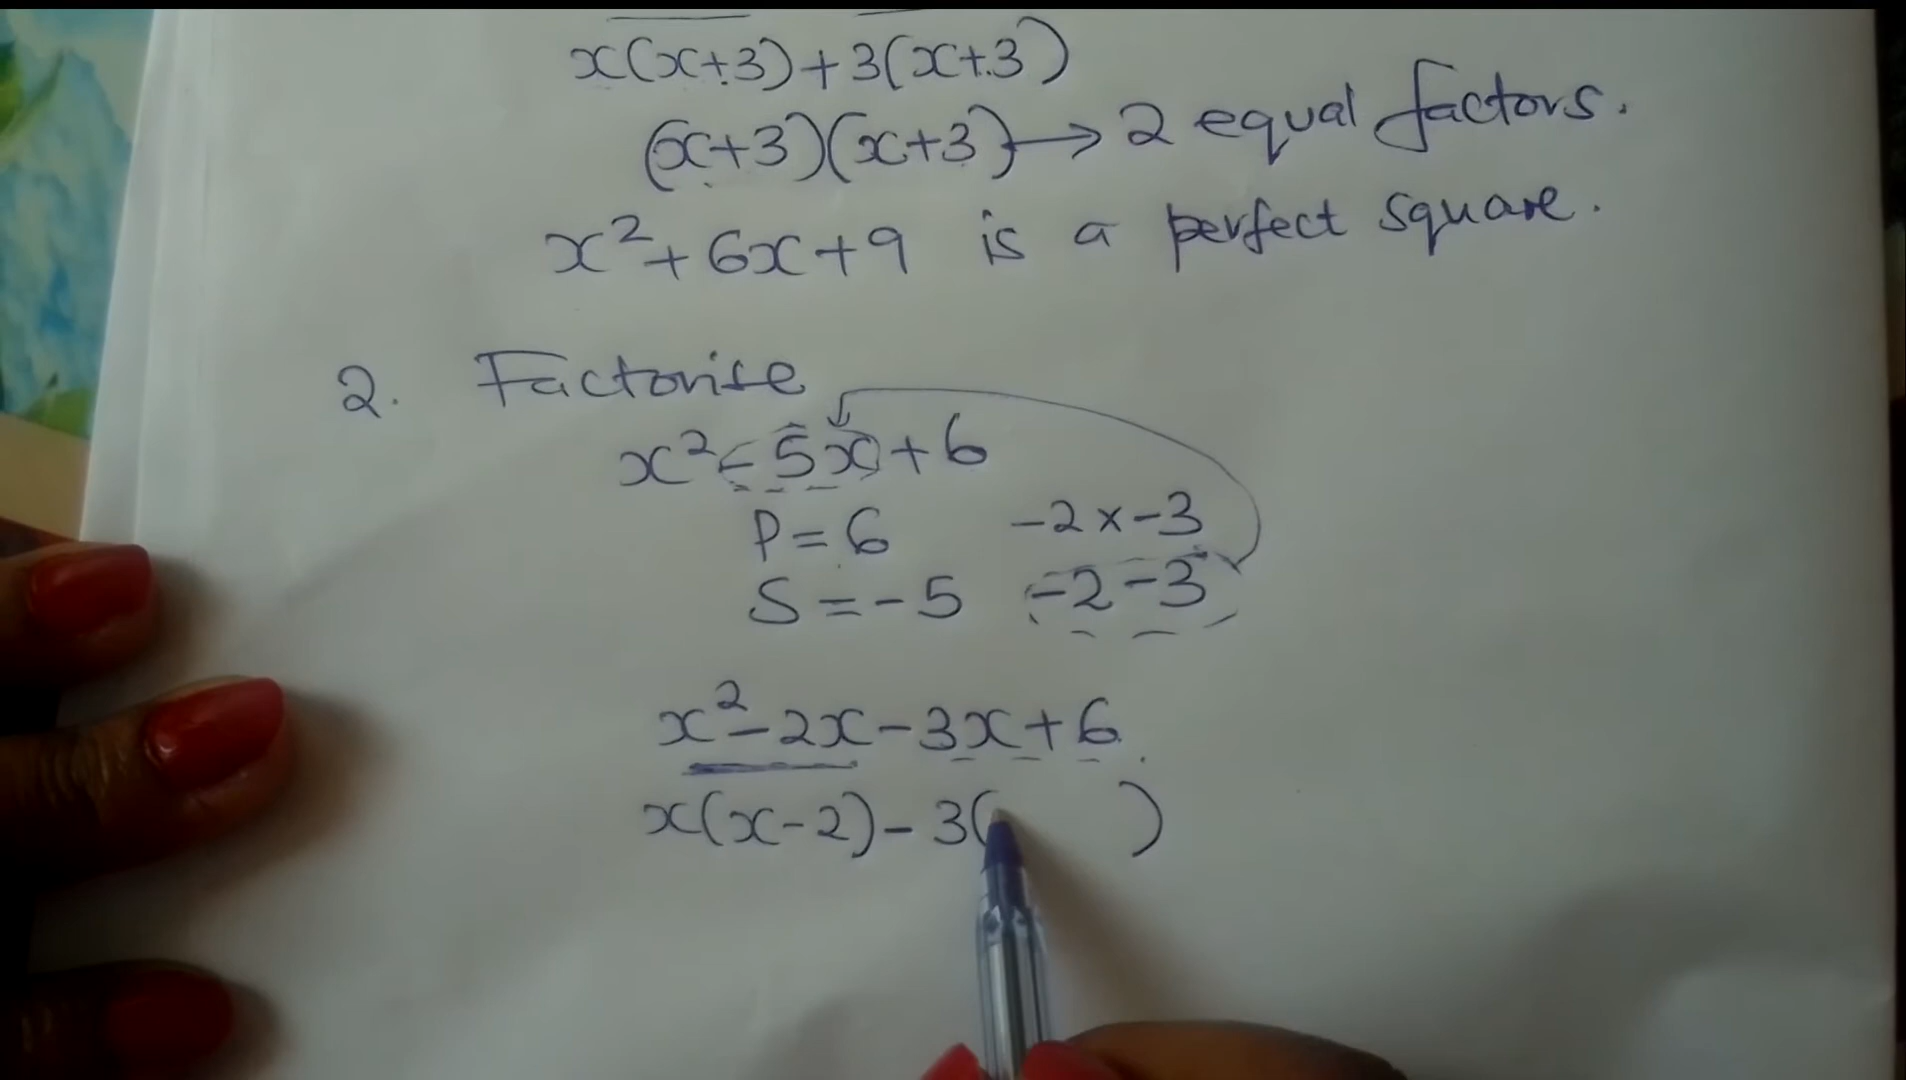 x(x+3)+3(x+3)
(x+3)(x+3)→2 equal factors.
x²+6x+9 is a perfect square.
2. Factorise
x²-5x+6
P=6 -2x-3
S=-5 -2-3
x²-2x-3x+6
x(x-2)-3( )